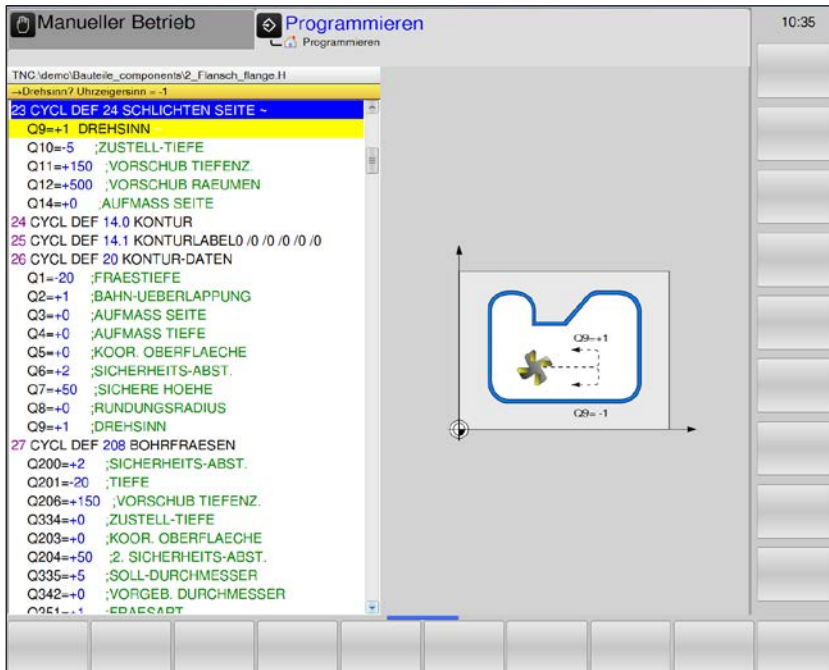 Manueller Betrieb
Programmieren
Programmieren
10:35
TNC:\demo\Bauteile_components\2_Flansch_flange.H
→Drehsinn? Uhrzeigersinn = -1
23 CYCL DEF 24 SCHLICHTEN SEITE ~
Q9=+1 DREHSINN ~
Q10=-5 ;ZUSTELL-TIEFE
Q11=+150 ;VORSCHUB TIEFENZ.
Q12=+500 ;VORSCHUB RAEUMEN
Q14=+0 ;AUFMASS SEITE
24 CYCL DEF 14.0 KONTUR
25 CYCL DEF 14.1 KONTURLABEL0 /0 /0 /0 /0 /0
26 CYCL DEF 20 KONTUR-DATEN
Q1=-20 ;FRAESTIEFE
Q2=+1 ;BAHN-UEBERLAPPUNG
Q3=+0 ;AUFMASS SEITE
Q4=+0 ;AUFMASS TIEFE
Q5=+0 ;KOOR. OBERFLAECHE
Q6=+2 ;SICHERHEITS-ABST.
Q7=+50 ;SICHERE HOEHE
Q8=+0 ;RUNDUNGSRADIUS
Q9=+1 ;DREHSINN
27 CYCL DEF 208 BOHRFRAESEN
Q200=+2 ;SICHERHEITS-ABST.
Q201=-20 ;TIEFE
Q206=+150 ;VORSCHUB TIEFENZ.
Q334=+0 ;ZUSTELL-TIEFE
Q203=+0 ;KOOR. OBERFLAECHE
Q204=+50 ;2. SICHERHEITS-ABST.
Q335=+5 ;SOLL-DURCHMESSER
Q342=+0 ;VORGEB. DURCHMESSER
Q351=+1 ;FRAESART
Q9=+1
Q9= -1